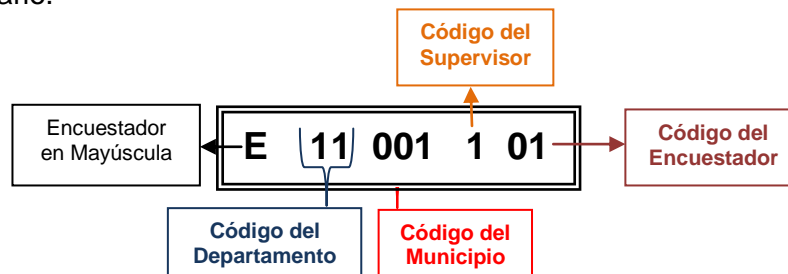 Código del
Supervisor
Encuestador
en Mayúscula
E 11 001 1 01
Código del
Encuestador
Código del
Departamento
Código del
Municipio